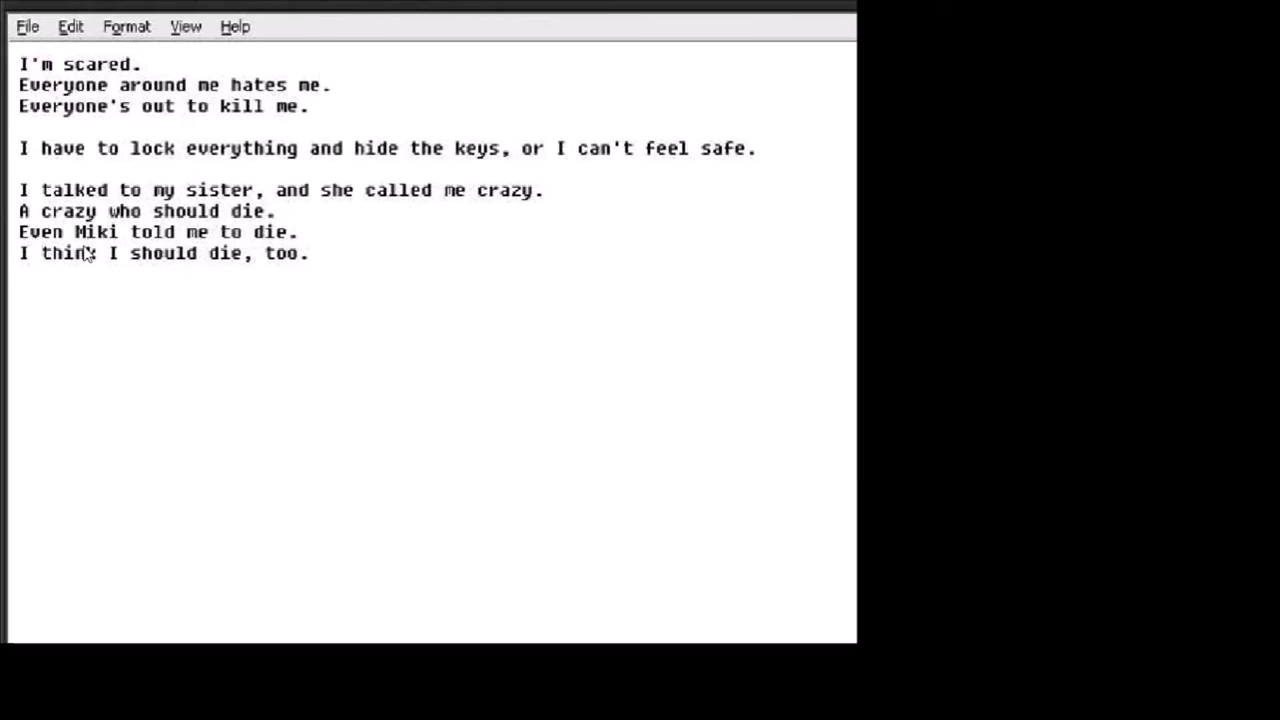 File Edit Format View Help
I'm scared.
Everyone around me hates me.
Everyone's out to kill me.
I have to lock everything and hide the keys, or I can't feel safe.
I talked to my sister, and she called me crazy.
A crazy who should die.
Even Miki told me to die.
I think I should die, too.